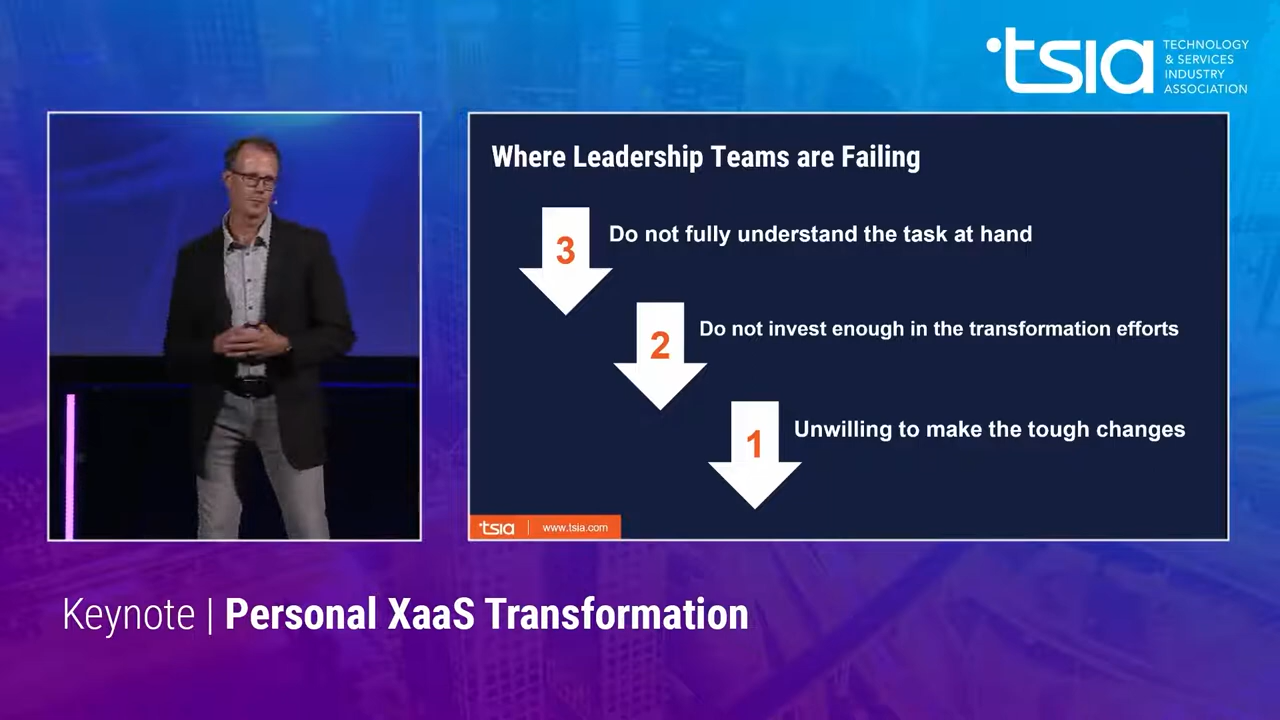 tsia
TECHNOLOGY
& SERVICES
INDUSTRY
ASSOCIATION
Where Leadership Teams are Failing
3 Do not fully understand the task at hand
2 Do not invest enough in the transformation efforts
1 Unwilling to make the tough changes
tsia | www.tsia.com
Keynote | Personal XaaS Transformation